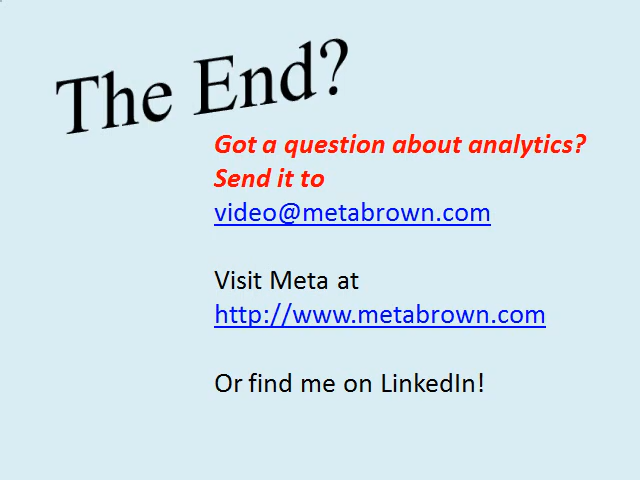 The End?
Got a question about analytics?
Send it to
video@metabrown.com
Visit Meta at
http://www.metabrown.com
Or find me on LinkedIn!